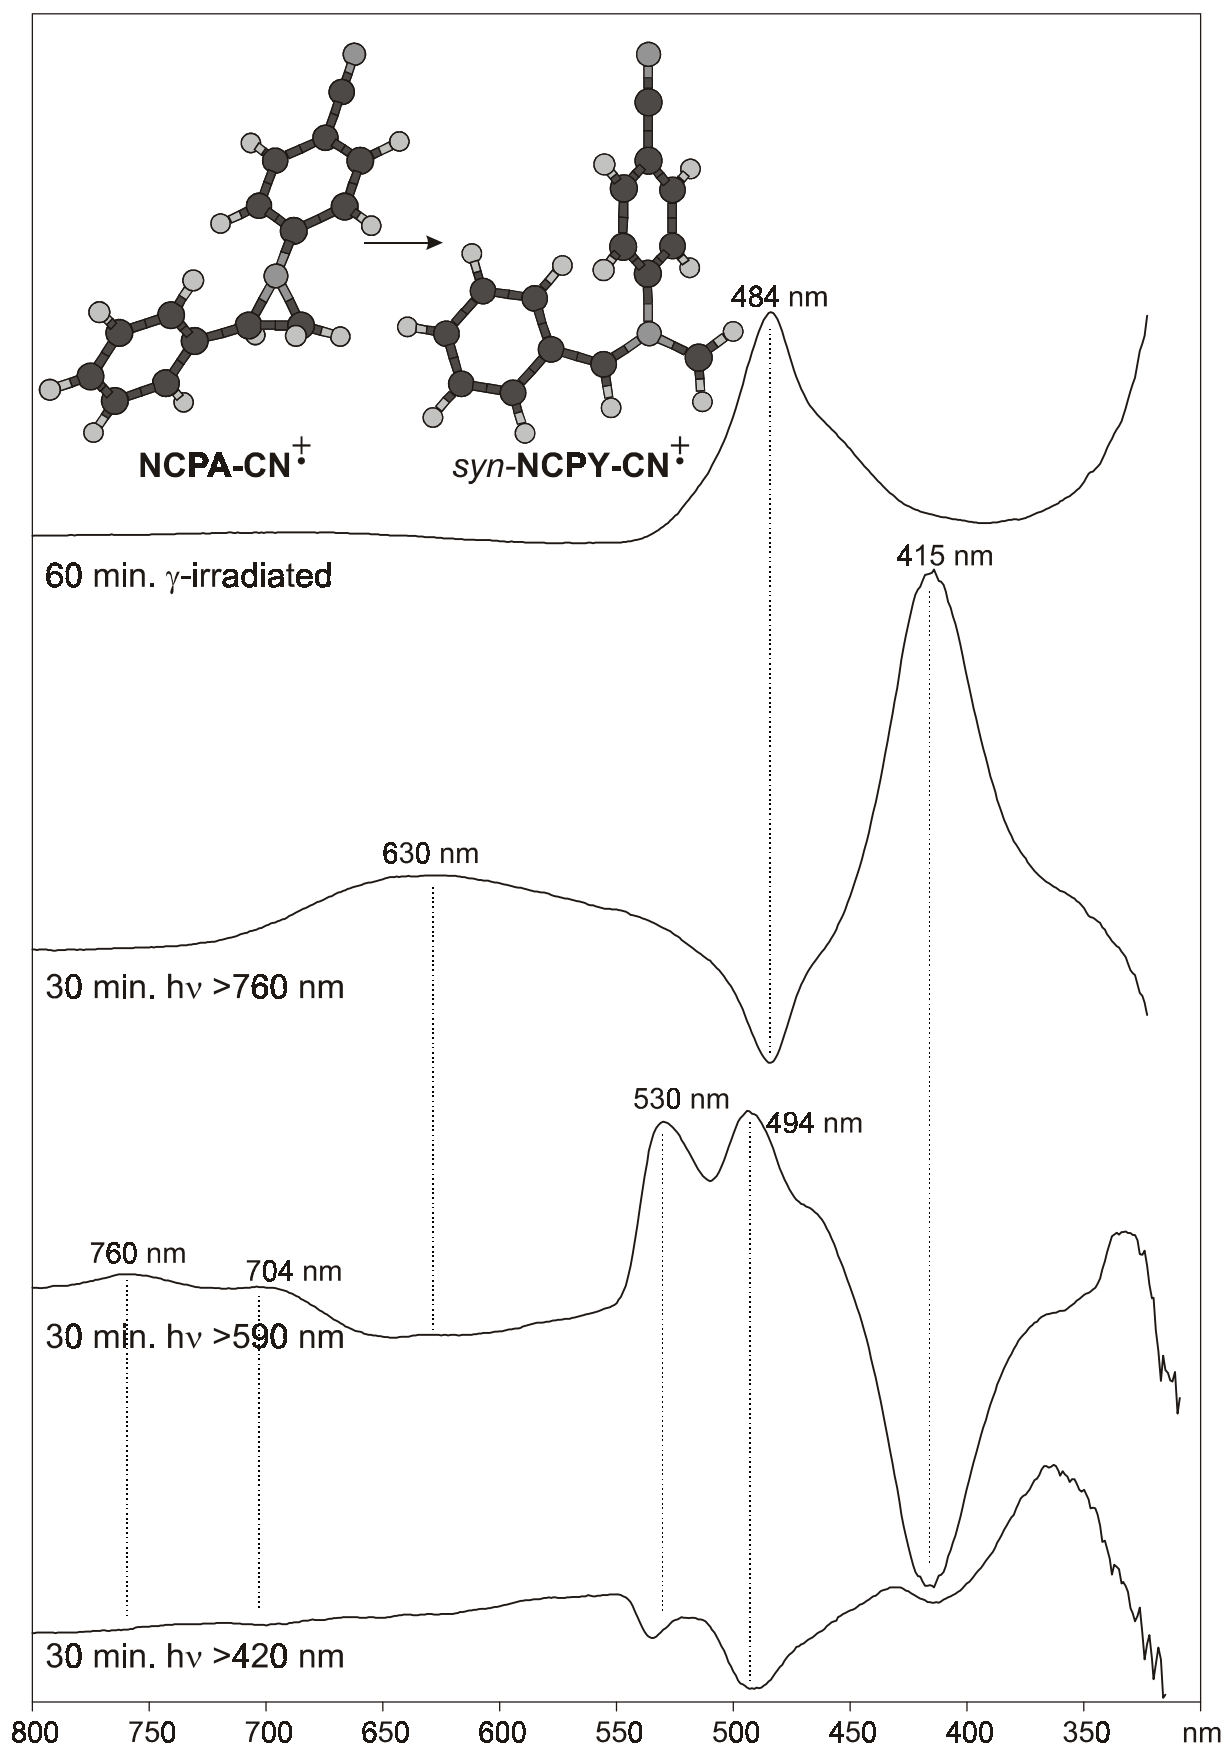 484 nm
NCPA-CN+•
syn-NCPY-CN+•
415 nm
60 min. γ-irradiated
630 nm
30 min. hν >760 nm
530 nm
494 nm
760 nm
704 nm
30 min. hν >590 nm
30 min. hν >420 nm
800 750 700 650 600 550 500 450 400 350 nm